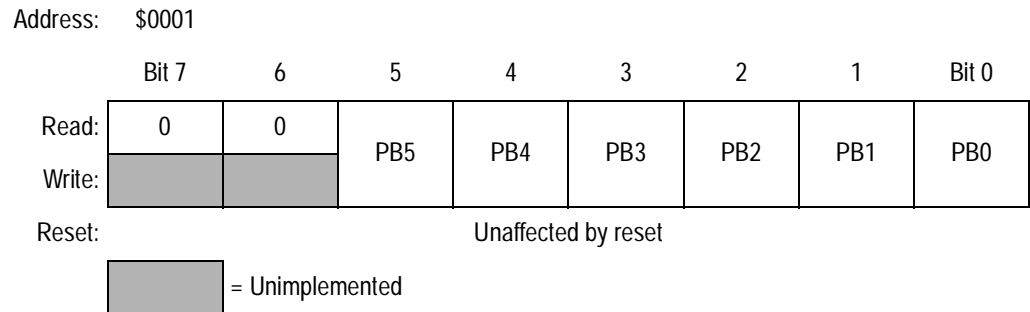 Address: $0001
Bit 7 6 5 4 3 2 1 Bit 0
Read: 0 0 PB5 PB4 PB3 PB2 PB1 PB0
Write:
Reset: Unaffected by reset
= Unimplemented